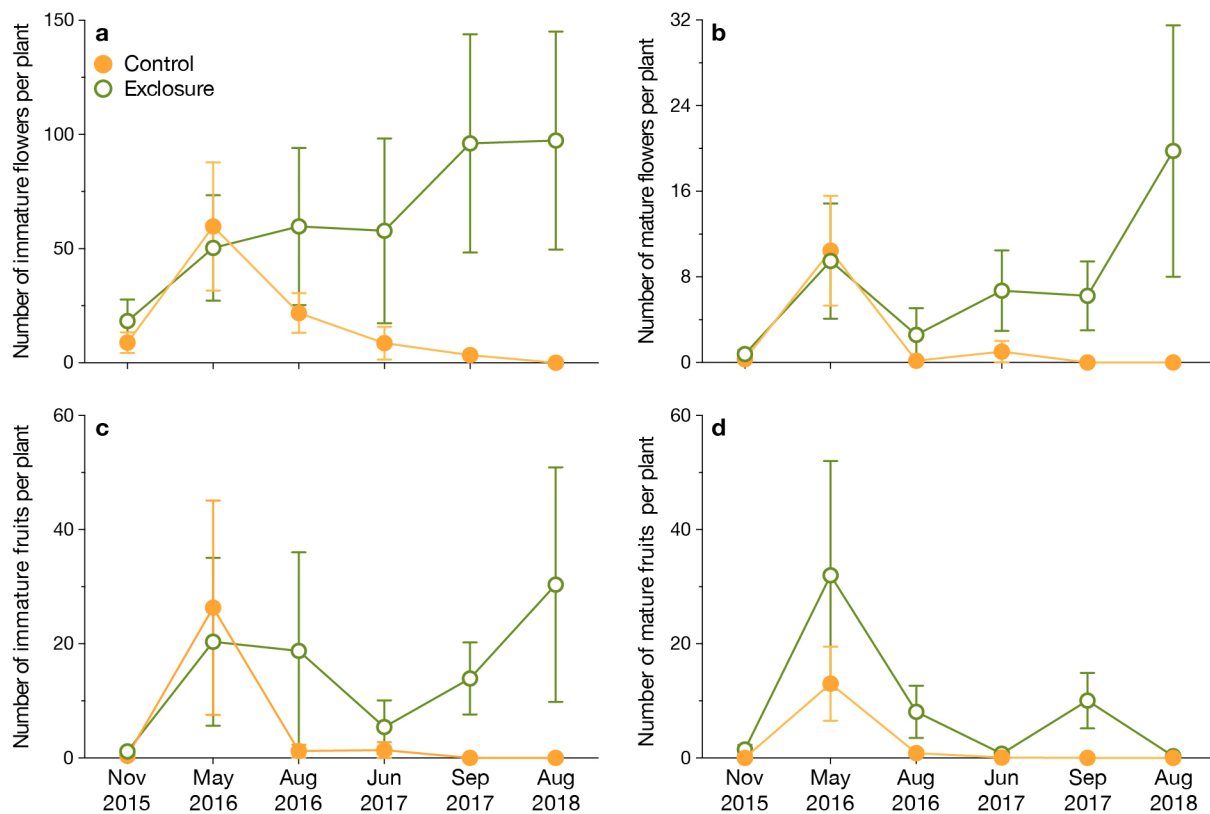 a
Control
Exclosure
Number of immature flowers per plant
150
100
50
0
b
Number of mature flowers per plant
32
24
16
8
0
c
Number of immature fruits per plant
60
40
20
0
Nov
2015
May
2016
Aug
2016
Jun
2017
Sep
2017
Aug
2018
d
Number of mature fruits per plant
60
40
20
0
Nov
2015
May
2016
Aug
2016
Jun
2017
Sep
2017
Aug
2018